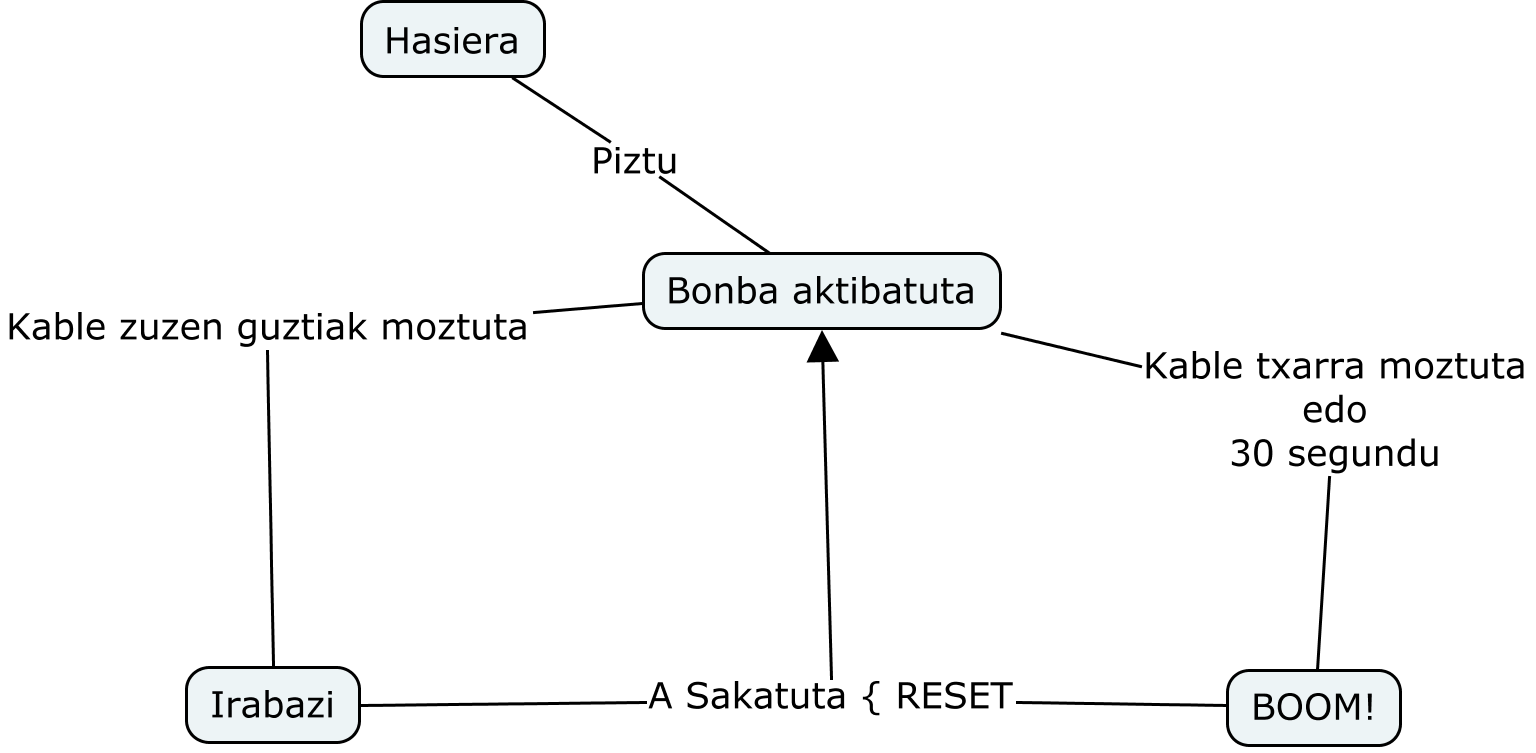 Hasiera
Piztu
Bonba aktibatuta
Kable zuzen guztiak moztuta
Kable txarra moztuta
edo
30 segundu
Irabazi
A Sakatuta { RESET
BOOM!